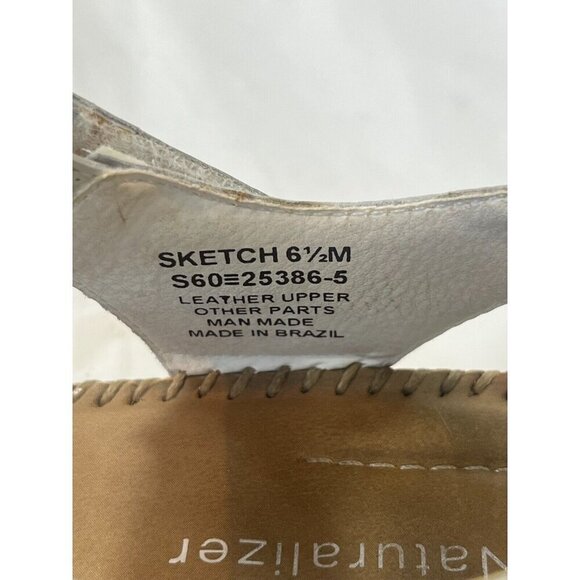 SKETCH 6½M
S60≡25386-5
LEATHER UPPER
OTHER PARTS
MAN MADE
MADE IN BRAZIL
Naturalizer